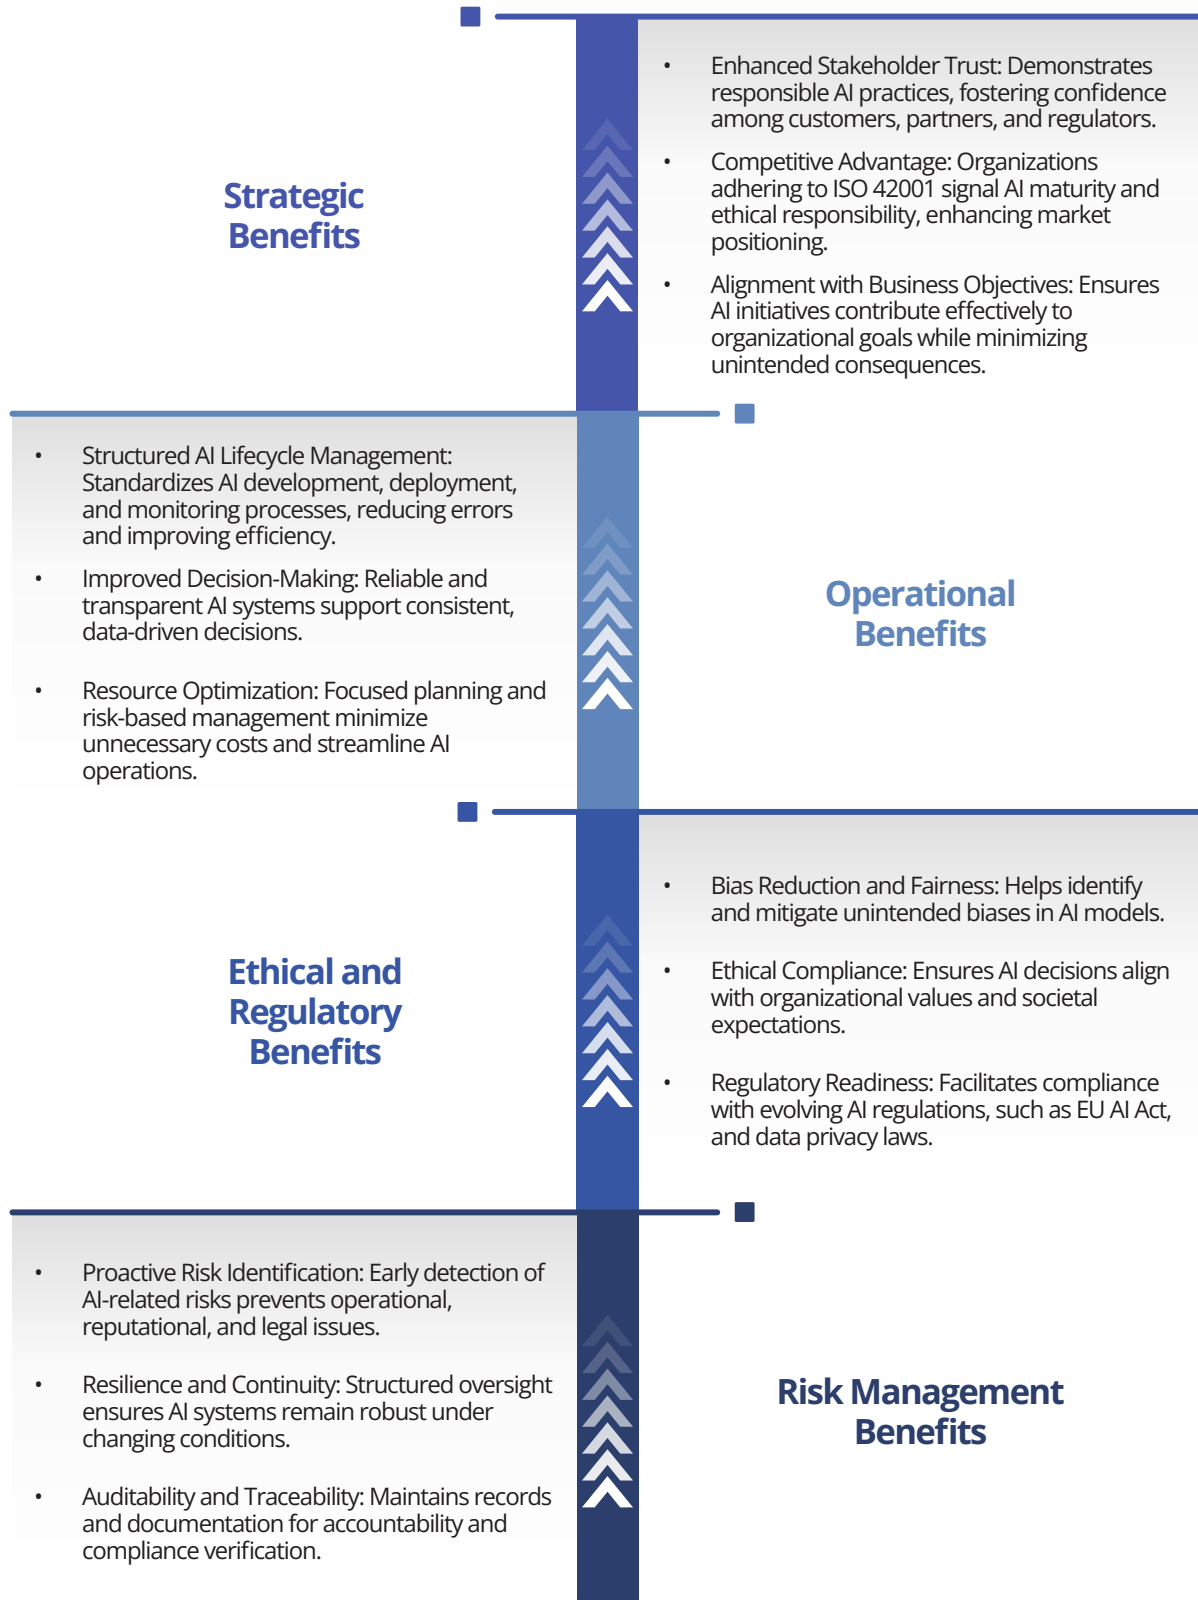 Strategic
Benefits
• Enhanced Stakeholder Trust: Demonstrates
responsible AI practices, fostering confidence
among customers, partners, and regulators.
• Competitive Advantage: Organizations
adhering to ISO 42001 signal AI maturity and
ethical responsibility, enhancing market
positioning.
• Alignment with Business Objectives: Ensures
AI initiatives contribute effectively to
organizational goals while minimizing
unintended consequences.
Operational
Benefits
• Structured AI Lifecycle Management:
Standardizes AI development, deployment,
and monitoring processes, reducing errors
and improving efficiency.
• Improved Decision-Making: Reliable and
transparent AI systems support consistent,
data-driven decisions.
• Resource Optimization: Focused planning and
risk-based management minimize
unnecessary costs and streamline AI
operations.
Ethical and
Regulatory
Benefits
• Bias Reduction and Fairness: Helps identify
and mitigate unintended biases in AI models.
• Ethical Compliance: Ensures AI decisions align
with organizational values and societal
expectations.
• Regulatory Readiness: Facilitates compliance
with evolving AI regulations, such as EU AI Act,
and data privacy laws.
Risk Management
Benefits
• Proactive Risk Identification: Early detection of
AI-related risks prevents operational,
reputational, and legal issues.
• Resilience and Continuity: Structured oversight
ensures AI systems remain robust under
changing conditions.
• Auditability and Traceability: Maintains records
and documentation for accountability and
compliance verification.